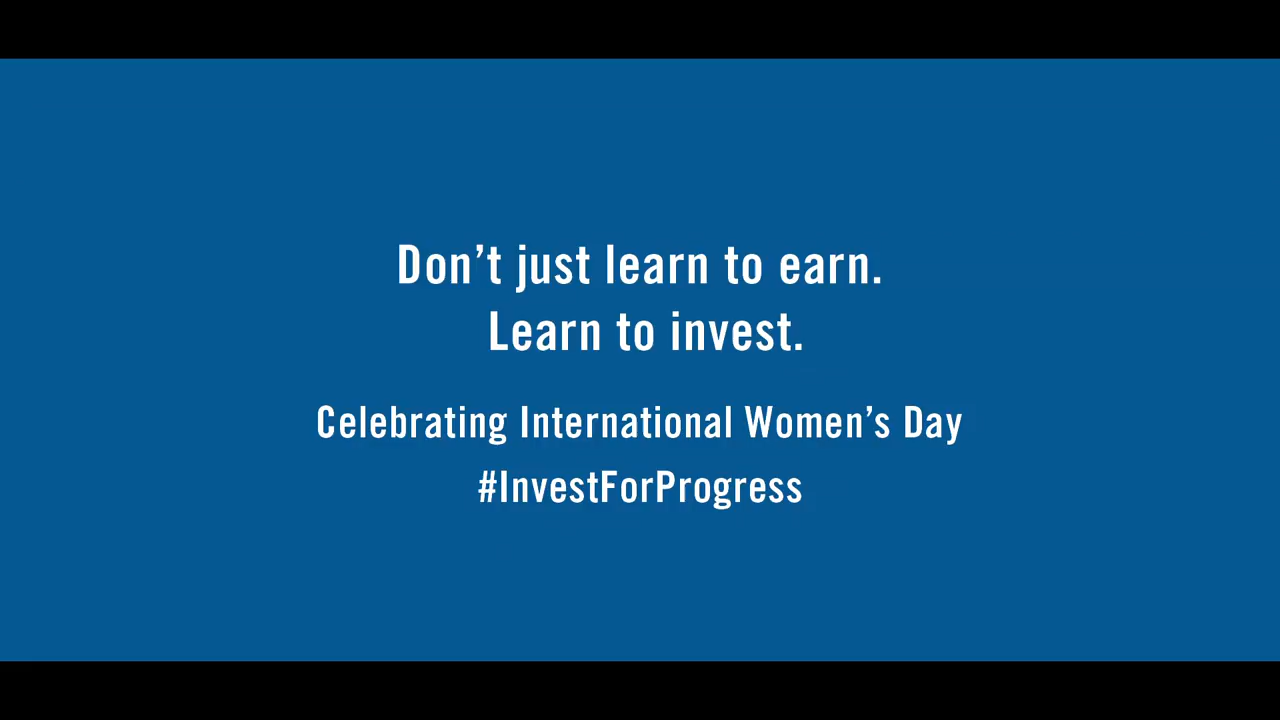 Don’t just learn to earn.
Learn to invest.
Celebrating International Women’s Day
#InvestForProgress